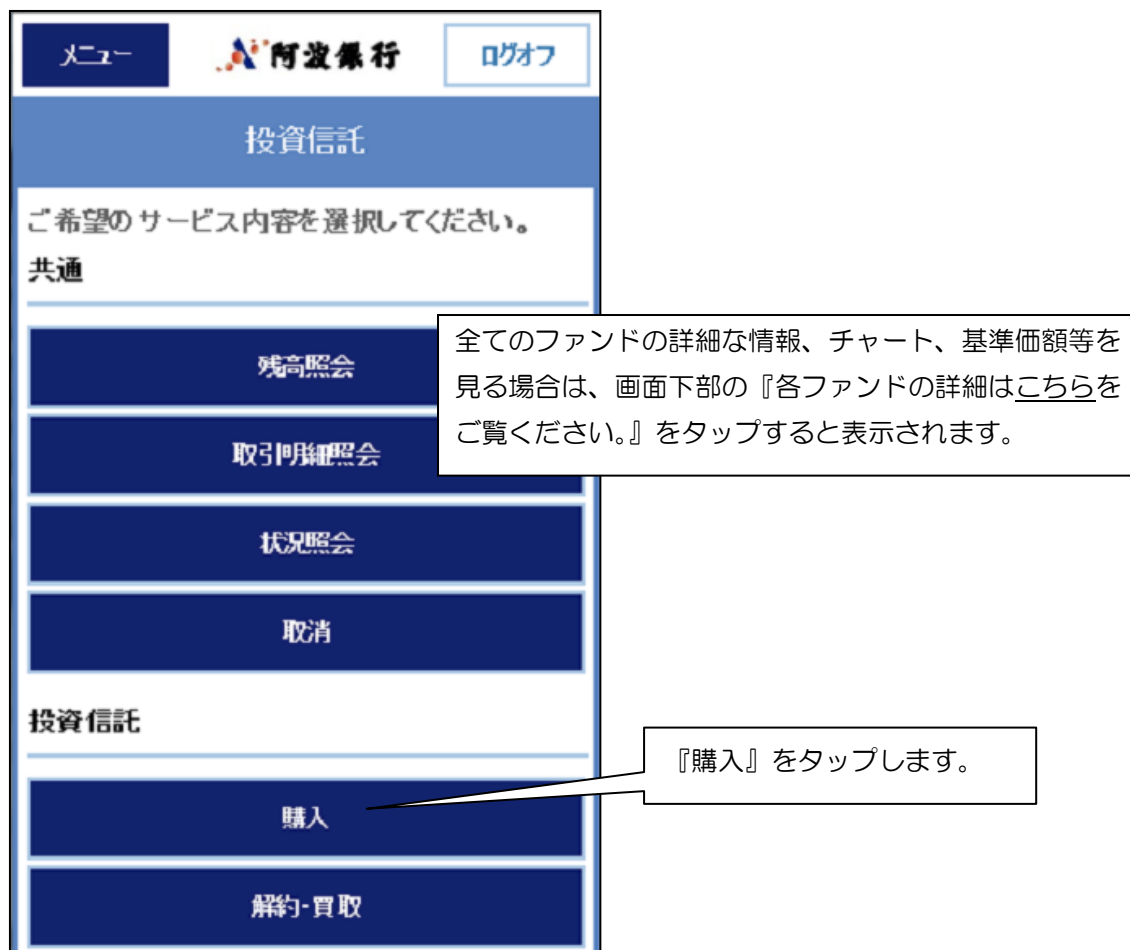 メニュー
阿波銀行
ログオフ
投資信託
ご希望のサービス内容を選択してください。
共通
残高照会
全てのファンドの詳細な情報、チャート、基準価額等を
見る場合は、画面下部の『各ファンドの詳細はこちらを
ご覧ください。』をタップすると表示されます。
取引明細照会
状況照会
取消
投資信託
『購入』をタップします。
購入
解約・買取